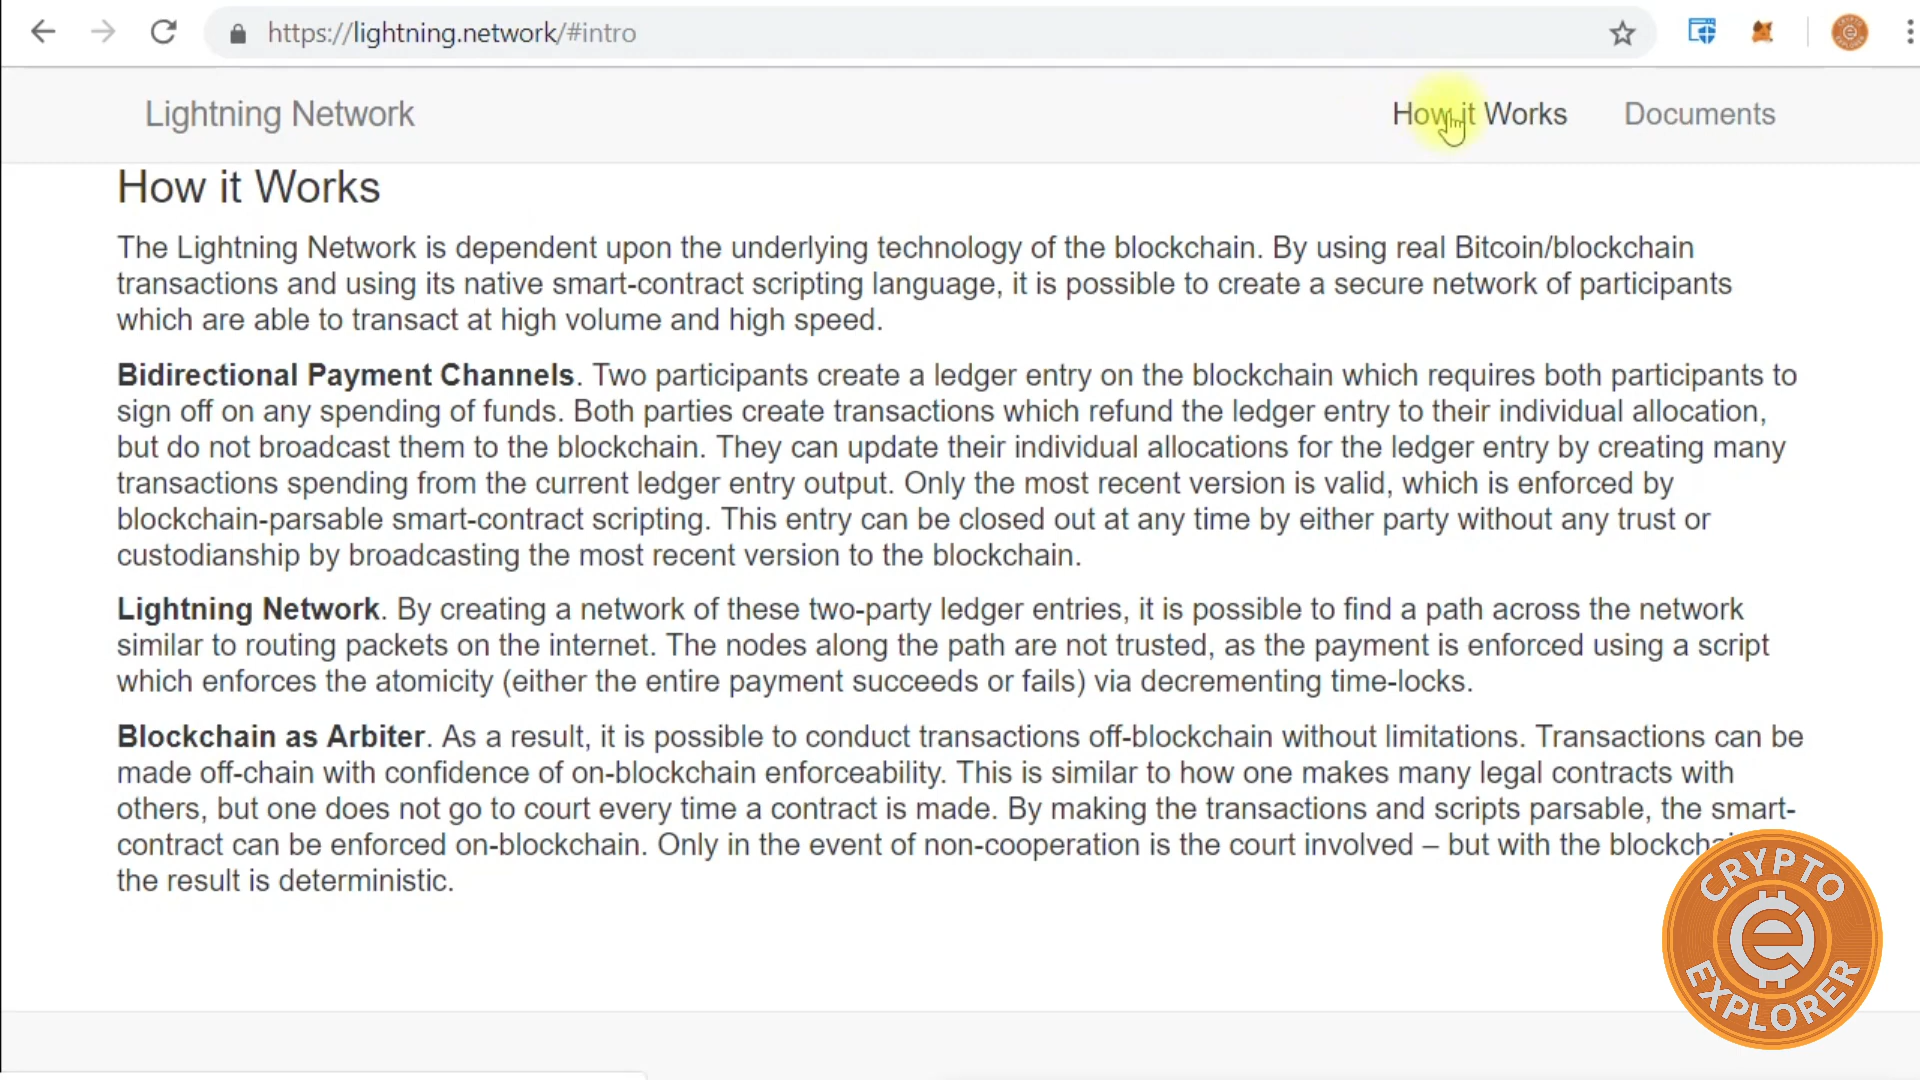 https://lightning.network/#intro
Lightning Network
How it Works
Documents
How it Works
The Lightning Network is dependent upon the underlying technology of the blockchain. By using real Bitcoin/blockchain
transactions and using its native smart-contract scripting language, it is possible to create a secure network of participants
which are able to transact at high volume and high speed.
Bidirectional Payment Channels. Two participants create a ledger entry on the blockchain which requires both participants to
sign off on any spending of funds. Both parties create transactions which refund the ledger entry to their individual allocation,
but do not broadcast them to the blockchain. They can update their individual allocations for the ledger entry by creating many
transactions spending from the current ledger entry output. Only the most recent version is valid, which is enforced by
blockchain-parsable smart-contract scripting. This entry can be closed out at any time by either party without any trust or
custodianship by broadcasting the most recent version to the blockchain.
Lightning Network. By creating a network of these two-party ledger entries, it is possible to find a path across the network
similar to routing packets on the internet. The nodes along the path are not trusted, as the payment is enforced using a script
which enforces the atomicity (either the entire payment succeeds or fails) via decrementing time-locks.
Blockchain as Arbiter. As a result, it is possible to conduct transactions off-blockchain without limitations. Transactions can be
made off-chain with confidence of on-blockchain enforceability. This is similar to how one makes many legal contracts with
others, but one does not go to court every time a contract is made. By making the transactions and scripts parsable, the smart-
contract can be enforced on-blockchain. Only in the event of non-cooperation is the court involved – but with the
the result is deterministic.
CRYPTO
EXPLORER